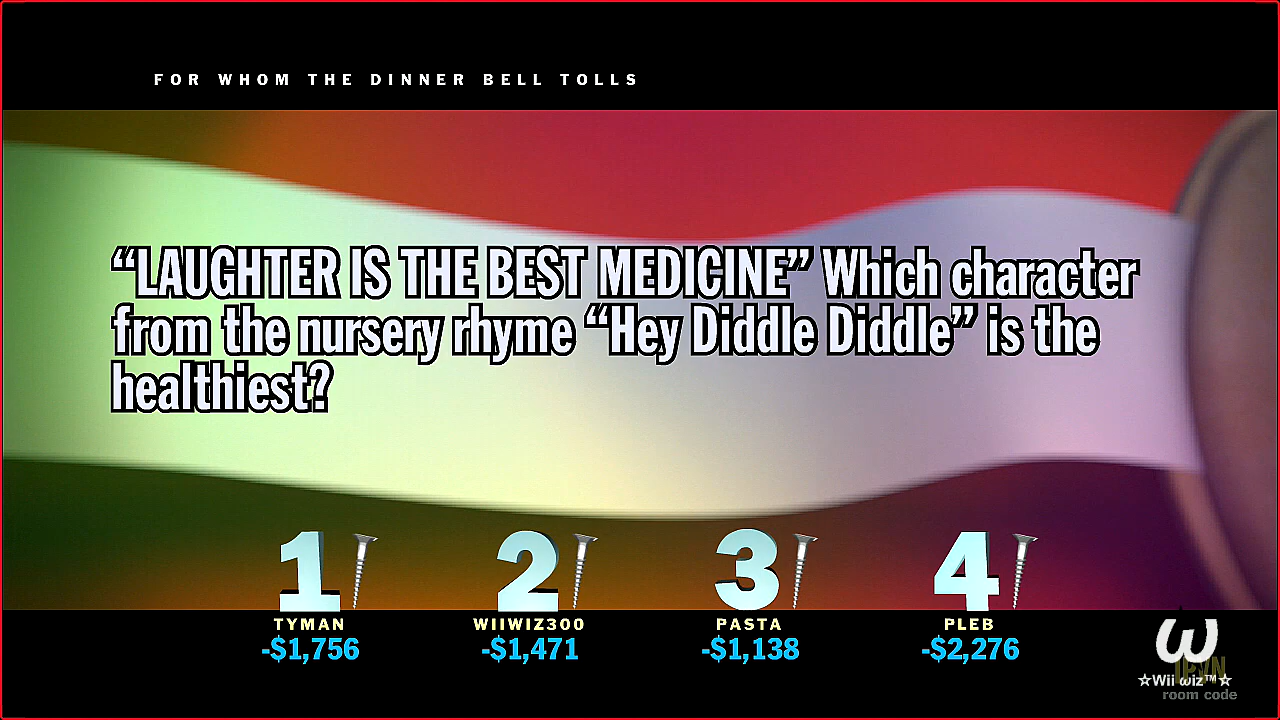 FOR WHOM THE DINNER BELL TOLLS
“LAUGHTER IS THE BEST MEDICINE” Which character
from the nursery rhyme “Hey Diddle Diddle” is the
healthiest?
1 2 3 4
TYMAN WIIWIZ300 PASTA PLEB
-$1,756 -$1,471 -$1,138 -$2,276
☆Wii ωiz™☆
room code